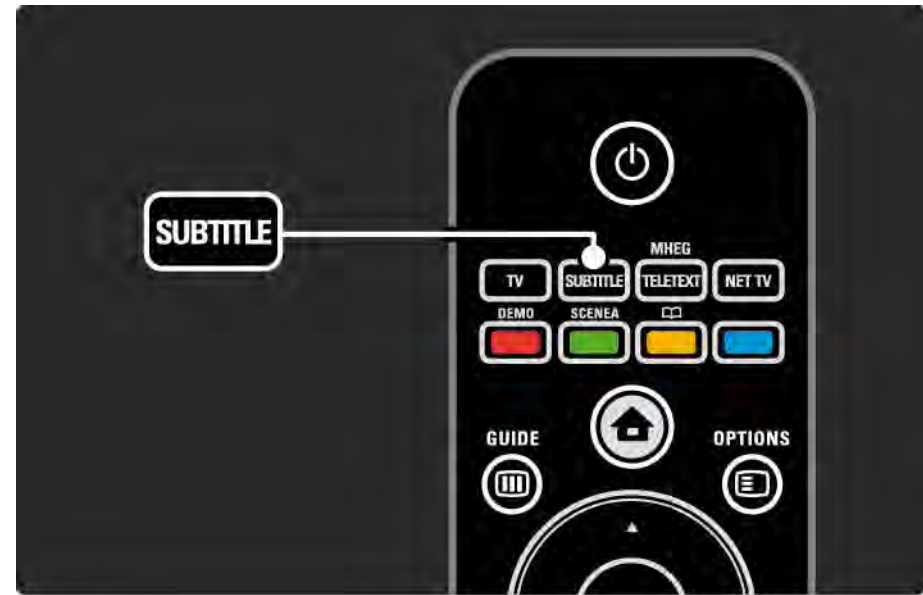 SUBTITLE
MHEG
TV SUBTITLE TELETEXT NET TV
DEMO SCENEA
GUIDE OPTIONS